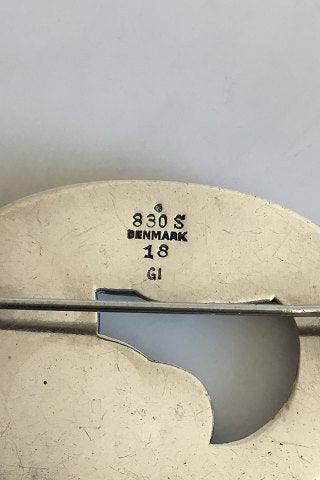 830 S
DENMARK
18
GI